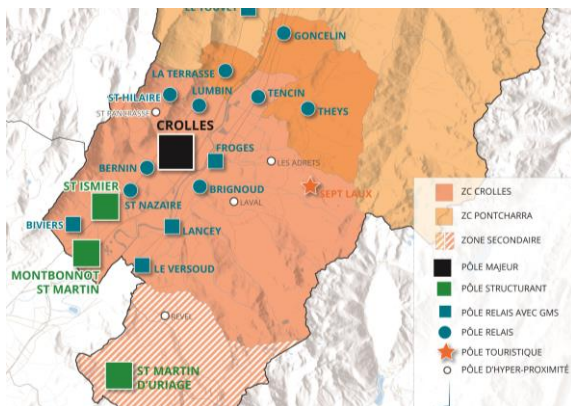 LE TOUVET
GONCELIN
LA TERRASSE
LUMBIN
TENCIN
ST HILAIRE
THEYS
ST PANCRASSE
CROLLES
FROGES
LES ADRETS
BERNIN
ST ISMIER
BRIGNOUD
SEPT LAUX
ST NAZAIRE
LAVAL
BIVIERS
LANCEY
MONTBONNOT
ST MARTIN
LE VERSOUD
REVEL
ST MARTIN
D'URIAGE
ZC CROLLES
ZC PONTCHARRA
ZONE SECONDAIRE
PÔLE MAJEUR
PÔLE STRUCTURANT
PÔLE RELAIS AVEC GMS
PÔLE RELAIS
PÔLE TOURISTIQUE
PÔLE D'HYPER-PROXIMITÉ